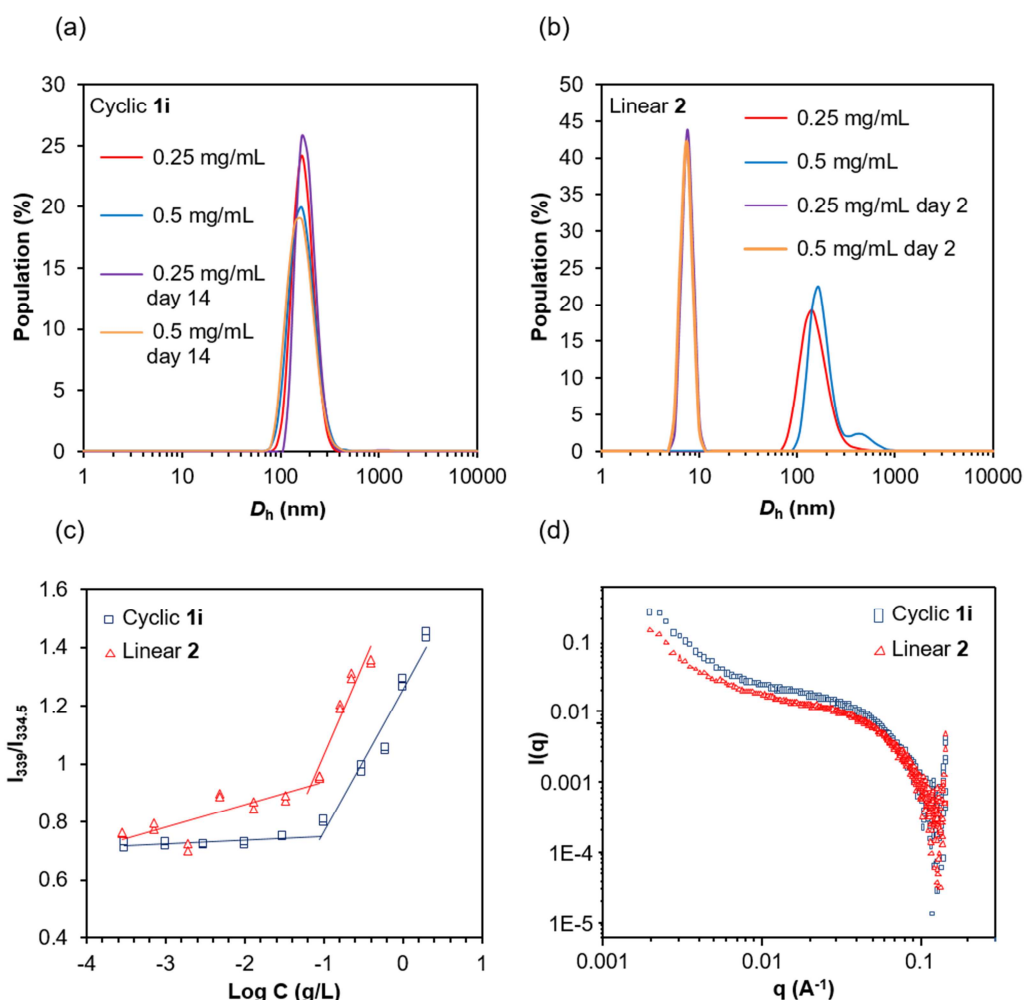 (a)
30
25
20
15
10
5
0
Population (%)
Cyclic 1i
0.25 mg/mL
0.5 mg/mL
0.25 mg/mL
day 14
0.5 mg/mL
day 14
1
10
100
1000
10000
Dh (nm)
(b)
50
45
40
35
30
25
20
15
10
5
0
Population (%)
Linear 2
0.25 mg/mL
0.5 mg/mL
0.25 mg/mL day 2
0.5 mg/mL day 2
1
10
100
1000
10000
Dh (nm)
(c)
1.6
1.4
1.2
1
0.8
0.6
0.4
I339/I334.5
Cyclic 1i
Linear 2
-4
-3
-2
-1
0
1
Log C (g/L)
(d)
0.1
0.01
0.001
1E-4
1E-5
I(q)
Cyclic 1i
Linear 2
0.001
0.01
0.1
q (A-1)